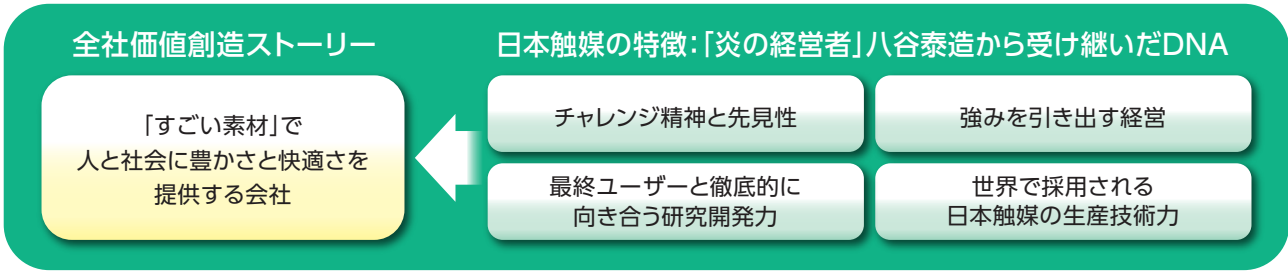 全社価値創造ストーリー
「すごい素材」で
人と社会に豊かさと快適さを
提供する会社
日本触媒の特徴：「炎の経営者」八谷泰造から受け継いだDNA
チャレンジ精神と先見性
強みを引き出す経営
最終ユーザーと徹底的に
向き合う研究開発力
世界で採用される
日本触媒の生産技術力